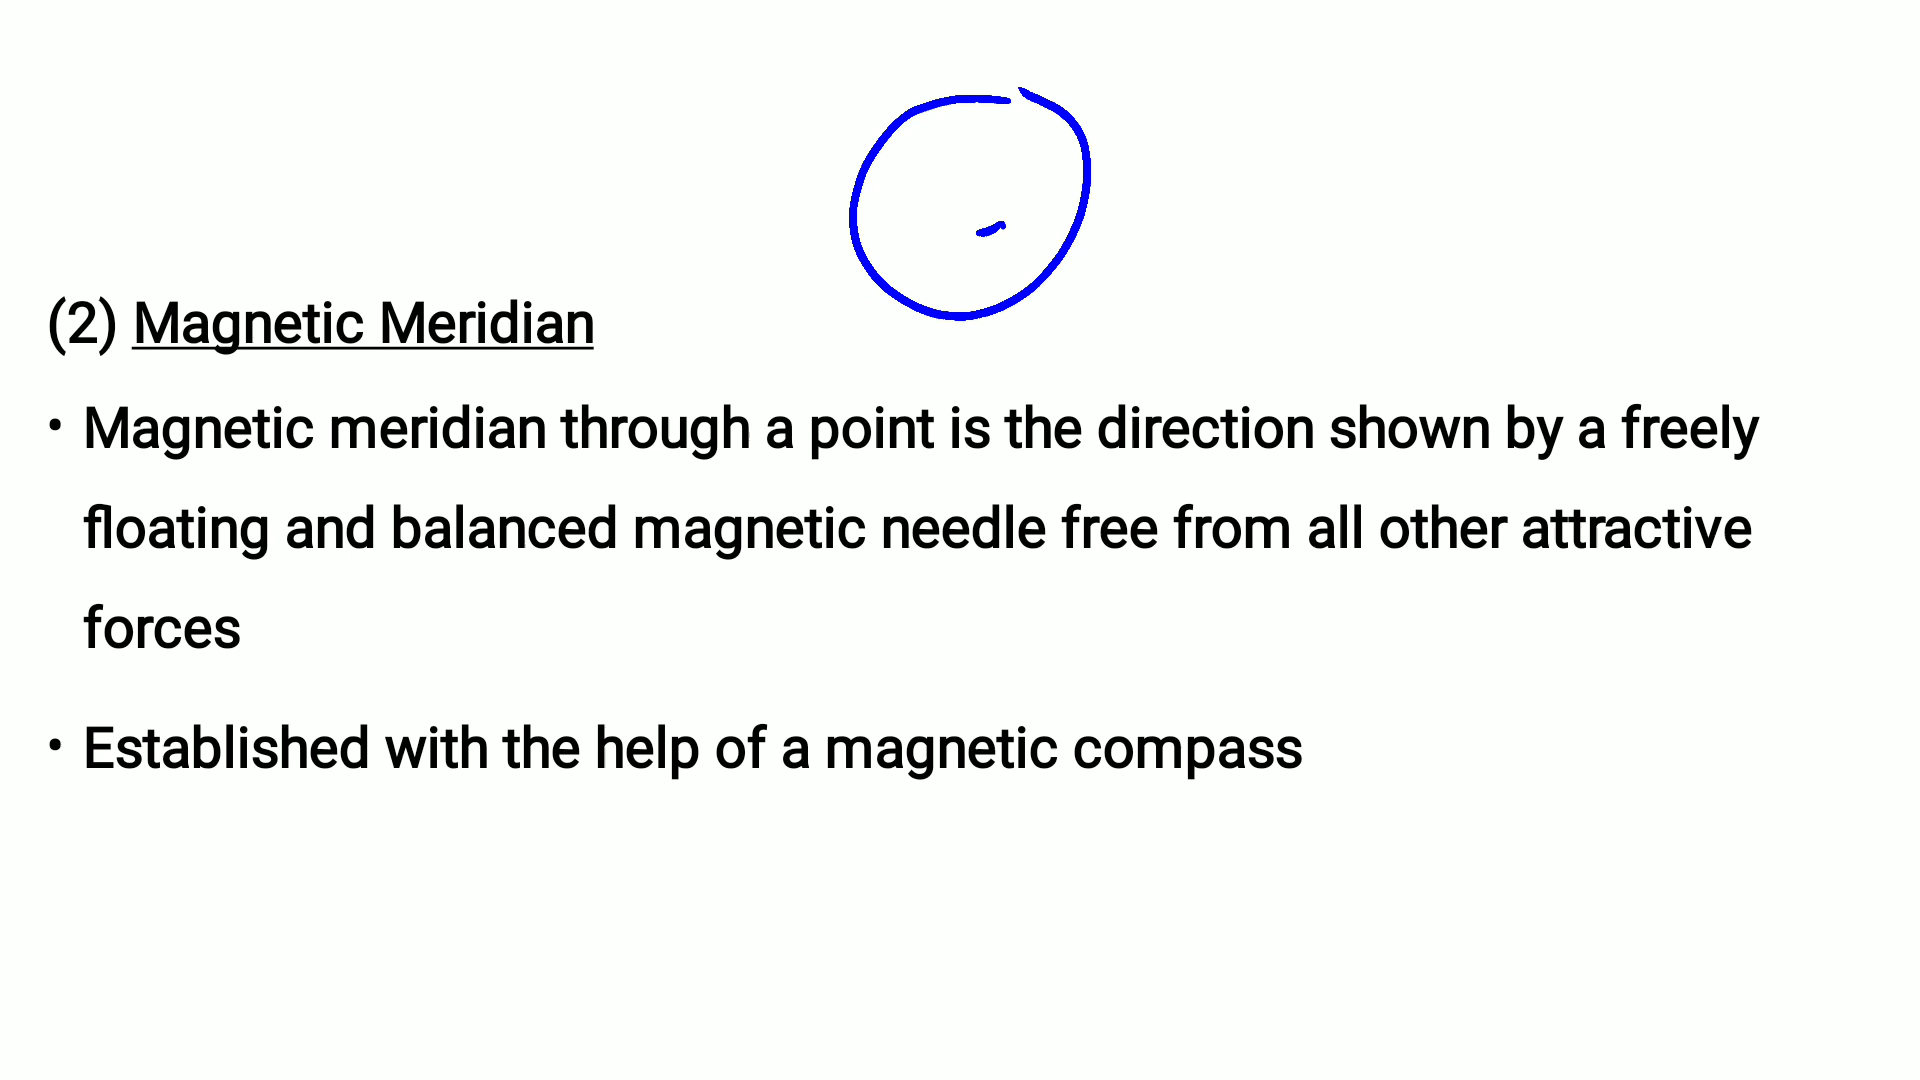 (2) Magnetic Meridian
• Magnetic meridian through a point is the direction shown by a freely
floating and balanced magnetic needle free from all other attractive
forces
• Established with the help of a magnetic compass